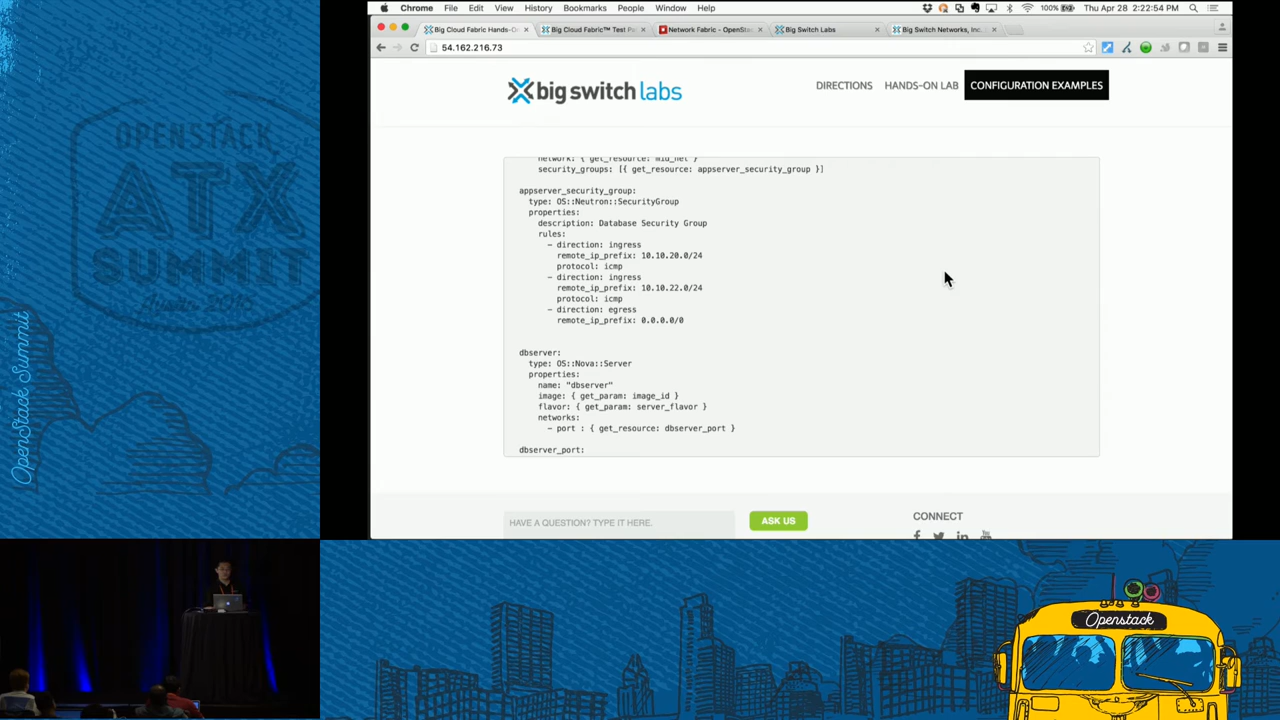 Chrome File Edit View History Bookmarks People Window Help
100% Thu Apr 28 2:22:54 PM
Big Cloud Fabric Hands-O
Big Cloud Fabric™ Test P
Network Fabric - OpenSta
Big Switch Labs
Big Switch Networks, Inc.
54.162.216.73
big switch labs
DIRECTIONS
HANDS-ON LAB
CONFIGURATION EXAMPLES
network: { get_resource: mid_net }
security_groups: [{ get_resource: appserver_security_group }]
appserver_security_group:
type: OS::Neutron::SecurityGroup
properties:
description: Database Security Group
rules:
- direction: ingress
remote_ip_prefix: 10.10.20.0/24
protocol: icmp
- direction: ingress
remote_ip_prefix: 10.10.22.0/24
protocol: icmp
- direction: egress
remote_ip_prefix: 0.0.0.0/0
dbserver:
type: OS::Nova::Server
properties:
name: "dbserver"
image: { get_param: image_id }
flavor: { get_param: server_flavor }
networks:
- port : { get_resource: dbserver_port }
dbserver_port:
HAVE A QUESTION? TYPE IT HERE.
ASK US
CONNECT
OPENSTACK
ATX
SUMMIT
OpenStack Summit
Openstack